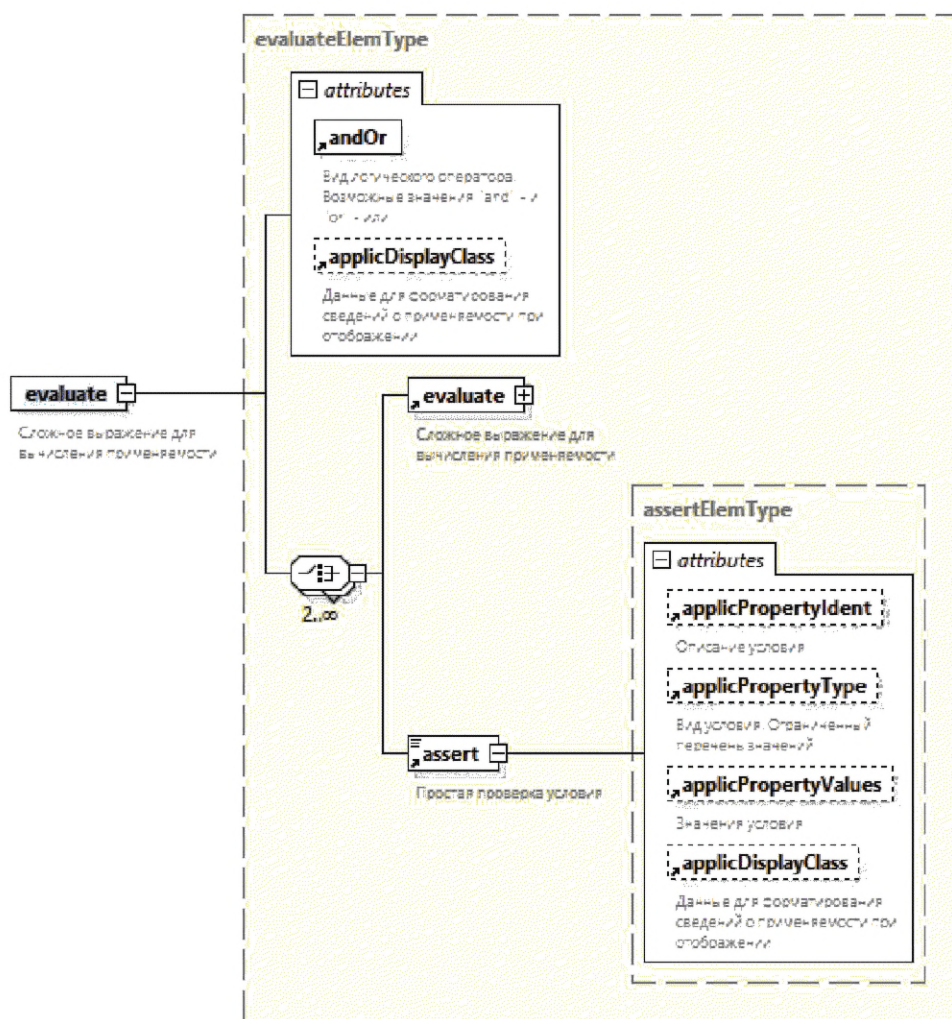 evaluateElemType
attributes
andOr
Вид логического оператора.
Возможные значения "and" - и
"or" - или
applicDisplayClass
Данные для форматирования
сведений о применяемости при
отображении
evaluate
Сложное выражение для
вычисления применяемости
evaluate
Сложное выражение для
вычисления применяемости
2..∞
assertElemType
attributes
applicPropertyIdent
Описание условия
applicPropertyType
Вид условия. Ограниченный
перечень значений
assert
Простая проверка условия
applicPropertyValues
Значения условия
applicDisplayClass
Данные для форматирования
сведений о применяемости при
отображении